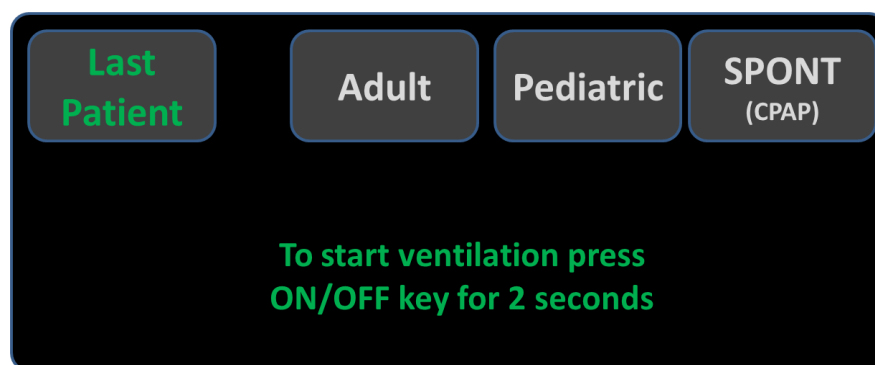 Last
Patient
Adult
Pediatric
SPONT
(CPAP)
To start ventilation press
ON/OFF key for 2 seconds